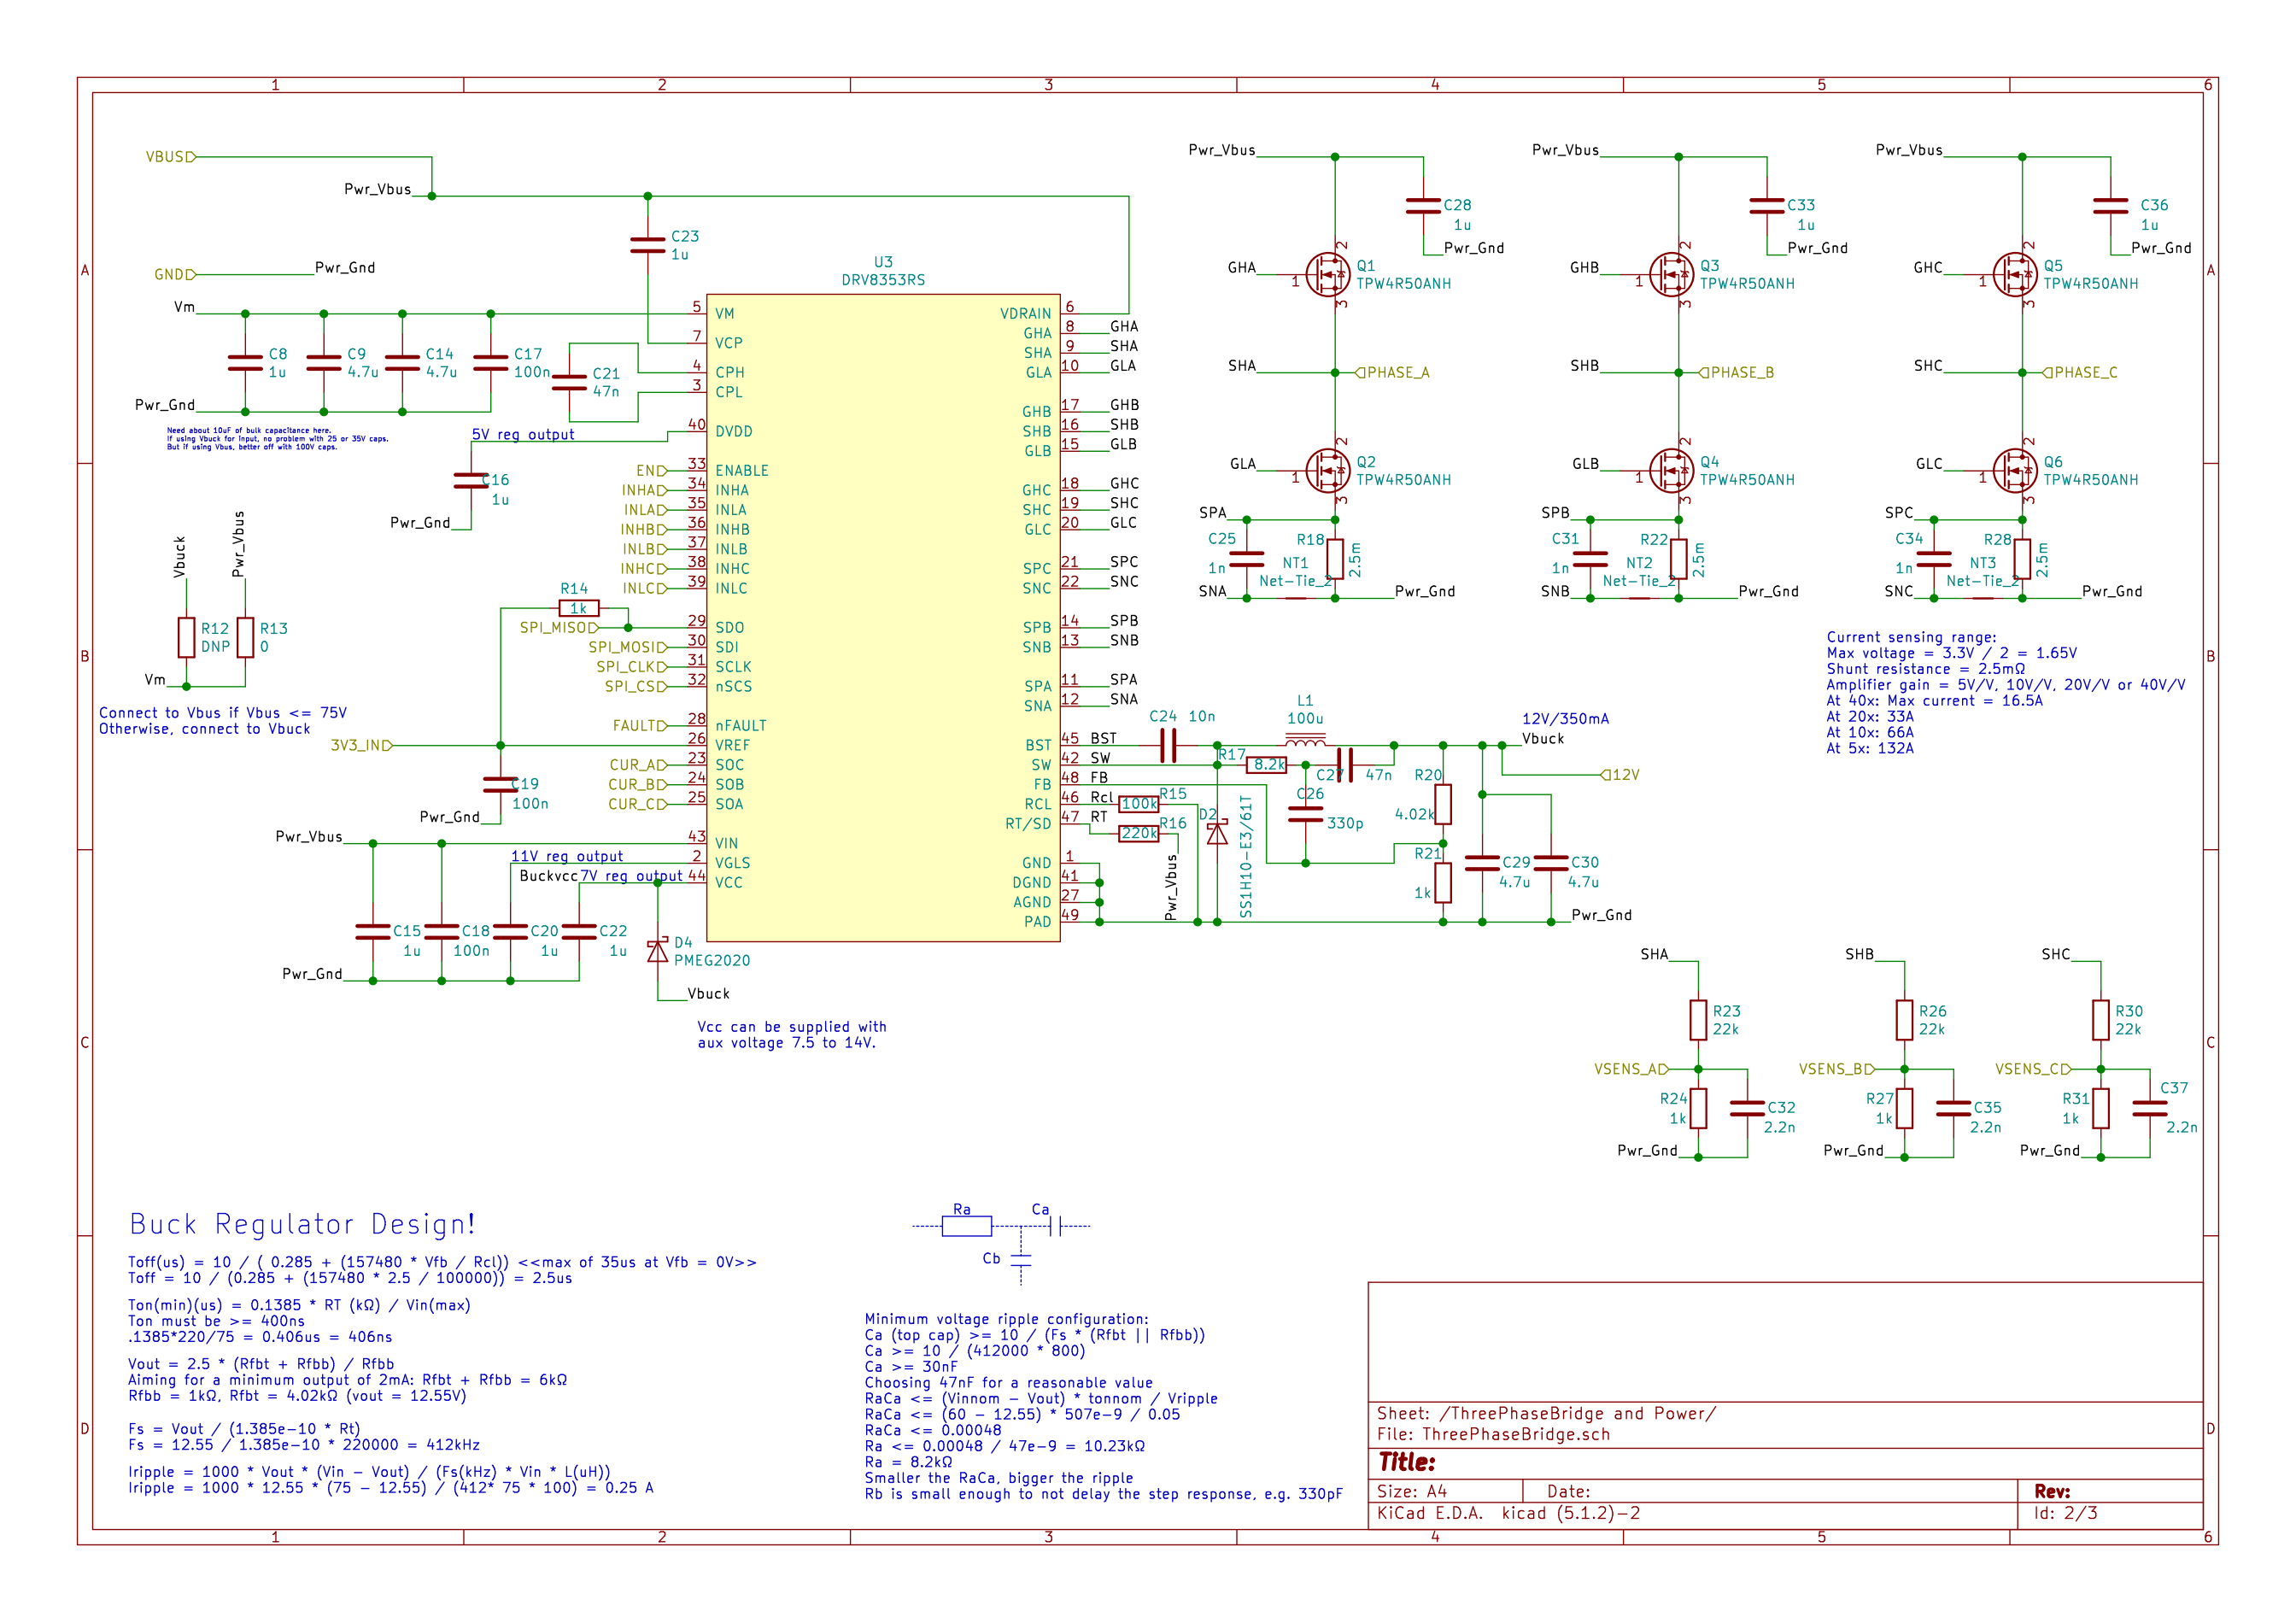 1 2 3 4 5 6
A
B
C
D
A
B
C
D
VBUS
Pwr_Vbus
GND
Pwr_Gnd
C23
1u
Vm
C8
1u
C9
4.7u
C14
4.7u
C17
100n
C21
47n
Pwr_Gnd
Need about 10uF of bulk capacitance here.
If using Vbuck for input, no problem with 25 or 35V caps.
But if using Vbus, better off with 100V caps.
5V reg output
C16
1u
Pwr_Gnd
Vbuck
Pwr_Vbus
R12
DNP
R13
0
Vm
Connect to Vbus if Vbus <= 75V
Otherwise, connect to Vbuck
EN
INHA
INLA
INHB
INLB
INHC
INLC
R14
1k
SPI_MISO
SPI_MOSI
SPI_CLK
SPI_CS
FAULT
3V3_IN
CUR_A
CUR_B
CUR_C
C19
100n
Pwr_Gnd
Pwr_Vbus
11V reg output
Buckvcc
7V reg output
C15
1u
C18
100n
C20
1u
C22
1u
Pwr_Gnd
D4
PMEG2020
Vbuck
Vcc can be supplied with
aux voltage 7.5 to 14V.
U3
DRV8353RS
5 VM
7 VCP
4 CPH
3 CPL
40 DVDD
33 ENABLE
34 INHA
35 INLA
36 INHB
37 INLB
38 INHC
39 INLC
29 SDO
30 SDI
31 SCLK
32 nSCS
28 nFAULT
26 VREF
23 SOC
24 SOB
25 SOA
43 VIN
2 VGLS
44 VCC
VDRAIN 6
GHA 8 GHA
SHA 9 SHA
GLA 10 GLA
GHB 17 GHB
SHB 16 SHB
GLB 15 GLB
GHC 18 GHC
SHC 19 SHC
GLC 20 GLC
SPC 21 SPC
SNC 22 SNC
SPB 14 SPB
SNB 13 SNB
SPA 11 SPA
SNA 12 SNA
BST 45 BST
SW 42 SW
FB 48 FB
RCL 46 Rcl
RT/SD 47 RT
GND 1
DGND 41
AGND 27
PAD 49
C24 10n
L1
100u
R17
8.2k
C27 47n
C26
330p
R15
100k
R16
220k
Pwr_Vbus
D2
SS1H10-E3/61T
R20
4.02k
R21
1k
C29
4.7u
C30
4.7u
12V/350mA
Vbuck
12V
Pwr_Gnd
Pwr_Vbus
C28
1u
Pwr_Gnd
GHA
1
2
3
Q1
TPW4R50ANH
SHA
PHASE_A
GLA
1
2
3
Q2
TPW4R50ANH
SPA
C25
1n
R18
2.5m
NT1
Net-Tie_2
SNA
Pwr_Gnd
Pwr_Vbus
C33
1u
Pwr_Gnd
GHB
1
2
3
Q3
TPW4R50ANH
SHB
PHASE_B
GLB
1
2
3
Q4
TPW4R50ANH
SPB
C31
1n
R22
2.5m
NT2
Net-Tie_2
SNB
Pwr_Gnd
Pwr_Vbus
C36
1u
Pwr_Gnd
GHC
1
2
3
Q5
TPW4R50ANH
SHC
PHASE_C
GLC
1
2
3
Q6
TPW4R50ANH
SPC
C34
1n
R28
2.5m
NT3
Net-Tie_2
SNC
Pwr_Gnd
Current sensing range:
Max voltage = 3.3V / 2 = 1.65V
Shunt resistance = 2.5mΩ
Amplifier gain = 5V/V, 10V/V, 20V/V or 40V/V
At 40x: Max current = 16.5A
At 20x: 33A
At 10x: 66A
At 5x: 132A
SHA
R23
22k
VSENS_A
R24
1k
C32
2.2n
Pwr_Gnd
SHB
R26
22k
VSENS_B
R27
1k
C35
2.2n
Pwr_Gnd
SHC
R30
22k
VSENS_C
R31
1k
C37
2.2n
Pwr_Gnd
Buck Regulator Design!
Toff(us) = 10 / ( 0.285 + (157480 * Vfb / Rcl)) <<max of 35us at Vfb = 0V>>
Toff = 10 / (0.285 + (157480 * 2.5 / 100000)) = 2.5us
Ton(min)(us) = 0.1385 * RT (kΩ) / Vin(max)
Ton must be >= 400ns
.1385*220/75 = 0.406us = 406ns
Vout = 2.5 * (Rfbt + Rfbb) / Rfbb
Aiming for a minimum output of 2mA: Rfbt + Rfbb = 6kΩ
Rfbb = 1kΩ, Rfbt = 4.02kΩ (vout = 12.55V)
Fs = Vout / (1.385e-10 * Rt)
Fs = 12.55 / 1.385e-10 * 220000 = 412kHz
Iripple = 1000 * Vout * (Vin - Vout) / (Fs(kHz) * Vin * L(uH))
Iripple = 1000 * 12.55 * (75 - 12.55) / (412* 75 * 100) = 0.25 A
Ra
Ca
Cb
Minimum voltage ripple configuration:
Ca (top cap) >= 10 / (Fs * (Rfbt || Rfbb))
Ca >= 10 / (412000 * 800)
Ca >= 30nF
Choosing 47nF for a reasonable value
RaCa <= (Vinnom - Vout) * tonnom / Vripple
RaCa <= (60 - 12.55) * 507e-9 / 0.05
RaCa <= 0.00048
Ra <= 0.00048 / 47e-9 = 10.23kΩ
Ra = 8.2kΩ
Smaller the RaCa, bigger the ripple
Rb is small enough to not delay the step response, e.g. 330pF
Sheet: /ThreePhaseBridge and Power/
File: ThreePhaseBridge.sch
Title:
Size: A4
Date:
Rev:
KiCad E.D.A. kicad (5.1.2)-2
Id: 2/3
1 2 3 4 5 6